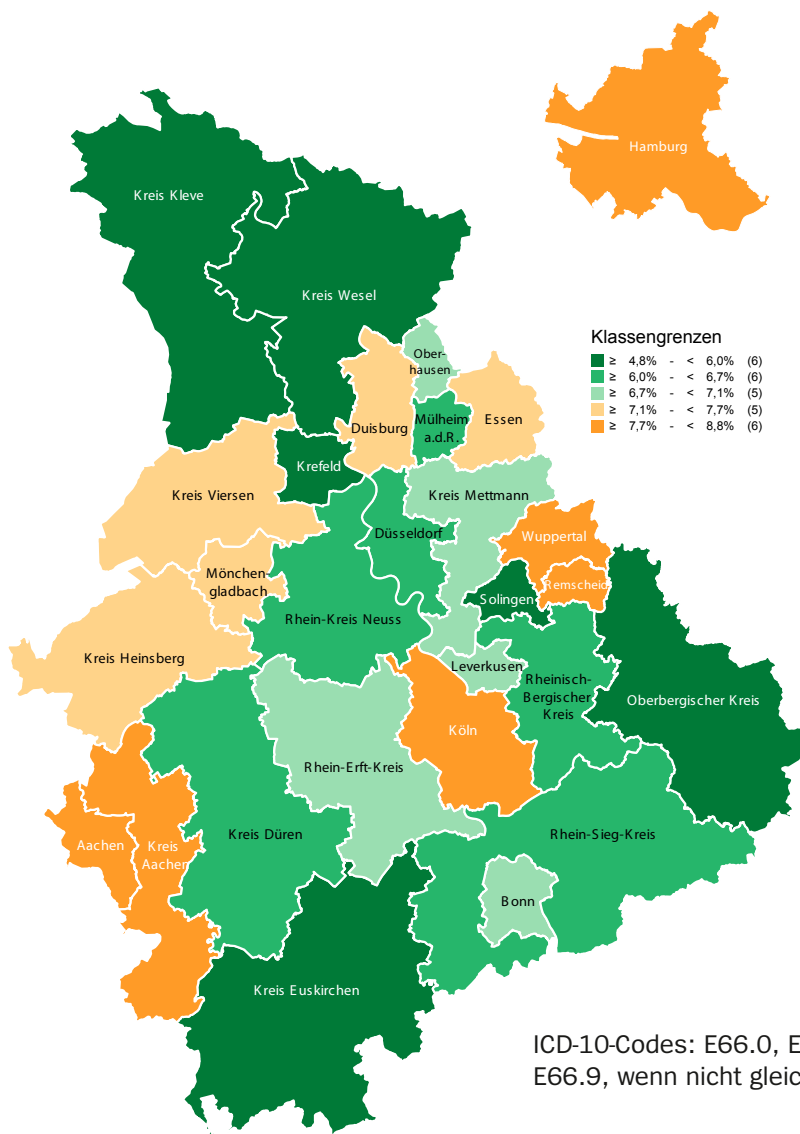 Hamburg
Kreis Kleve
Kreis Wesel
Klassengrenzen
≥ 4,8% - < 6,0% (6)
≥ 6,0% - < 6,7% (6)
≥ 6,7% - < 7,1% (5)
≥ 7,1% - < 7,7% (5)
≥ 7,7% - < 8,8% (6)
Ober-
hausen
Duisburg
Mülheim
a.d.R.
Essen
Krefeld
Kreis Viersen
Kreis Mettmann
Düsseldorf
Wuppertal
Mönchen-
gladbach
Remscheid
Solingen
Rhein-Kreis Neuss
Kreis Heinsberg
Leverkusen
Rheinisch-
Bergischer
Kreis
Oberbergischer Kreis
Köln
Rhein-Erft-Kreis
Kreis Düren
Rhein-Sieg-Kreis
Aachen
Kreis
Aachen
Bonn
Kreis Euskirchen
ICD-10-Codes: E66.0, E
E66.9, wenn nicht gleic